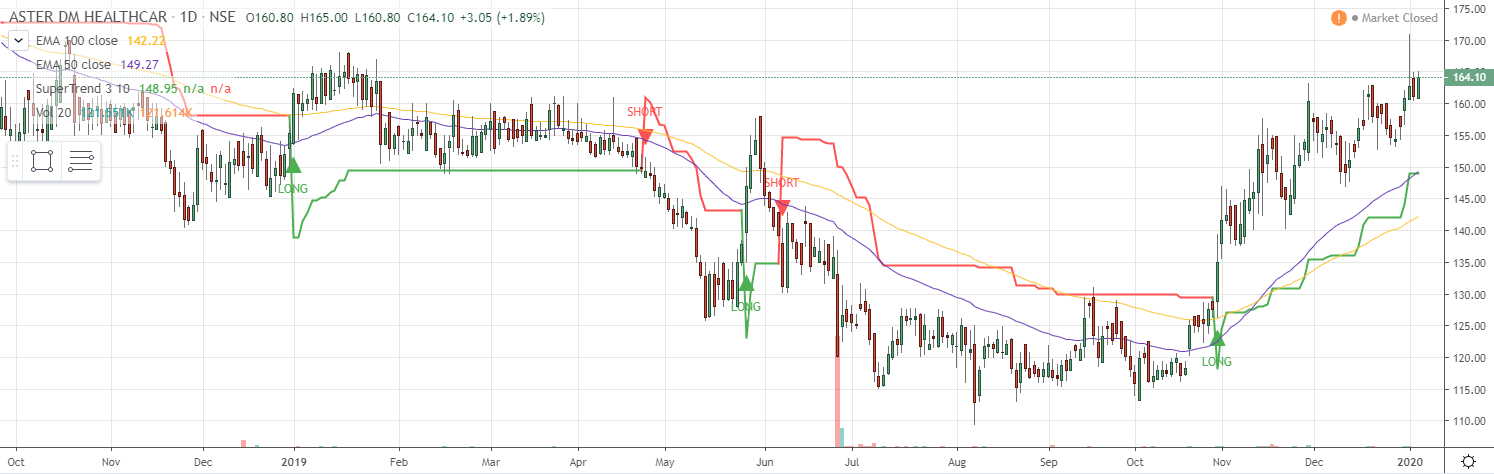 ASTER DM HEALTHCAR · 1D · NSE O160.80 H165.00 L160.80 C164.10 +3.05 (+1.89%)
! Market Closed
EMA 100 close 142.22
EMA 50 close 149.27
SuperTrend 3 10 148.95 n/a n/a
Vol 20 121.551K 121.614K
175.00
170.00
165.00
164.10
160.00
155.00
150.00
145.00
140.00
135.00
130.00
125.00
120.00
115.00
110.00
LONG
SHORT
LONG
SHORT
LONG
Oct Nov Dec 2019 Feb Mar Apr May Jun Jul Aug Sep Oct Nov Dec 2020